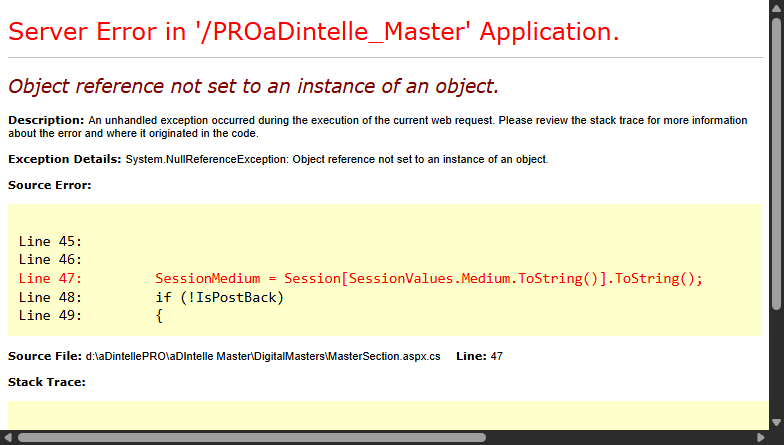 Server Error in '/PROaDintelle_Master' Application.
Object reference not set to an instance of an object.
Description: An unhandled exception occurred during the execution of the current web request. Please review the stack trace for more information
about the error and where it originated in the code.
Exception Details: System.NullReferenceException: Object reference not set to an instance of an object.
Source Error:
Line 45:
Line 46:
Line 47:         SessionMedium = Session[SessionValues.Medium.ToString()].ToString();
Line 48:         if (!IsPostBack)
Line 49:         {
Source File: d:\aDintellePRO\aDIntelle Master\DigitalMasters\MasterSection.aspx.cs    Line: 47
Stack Trace: